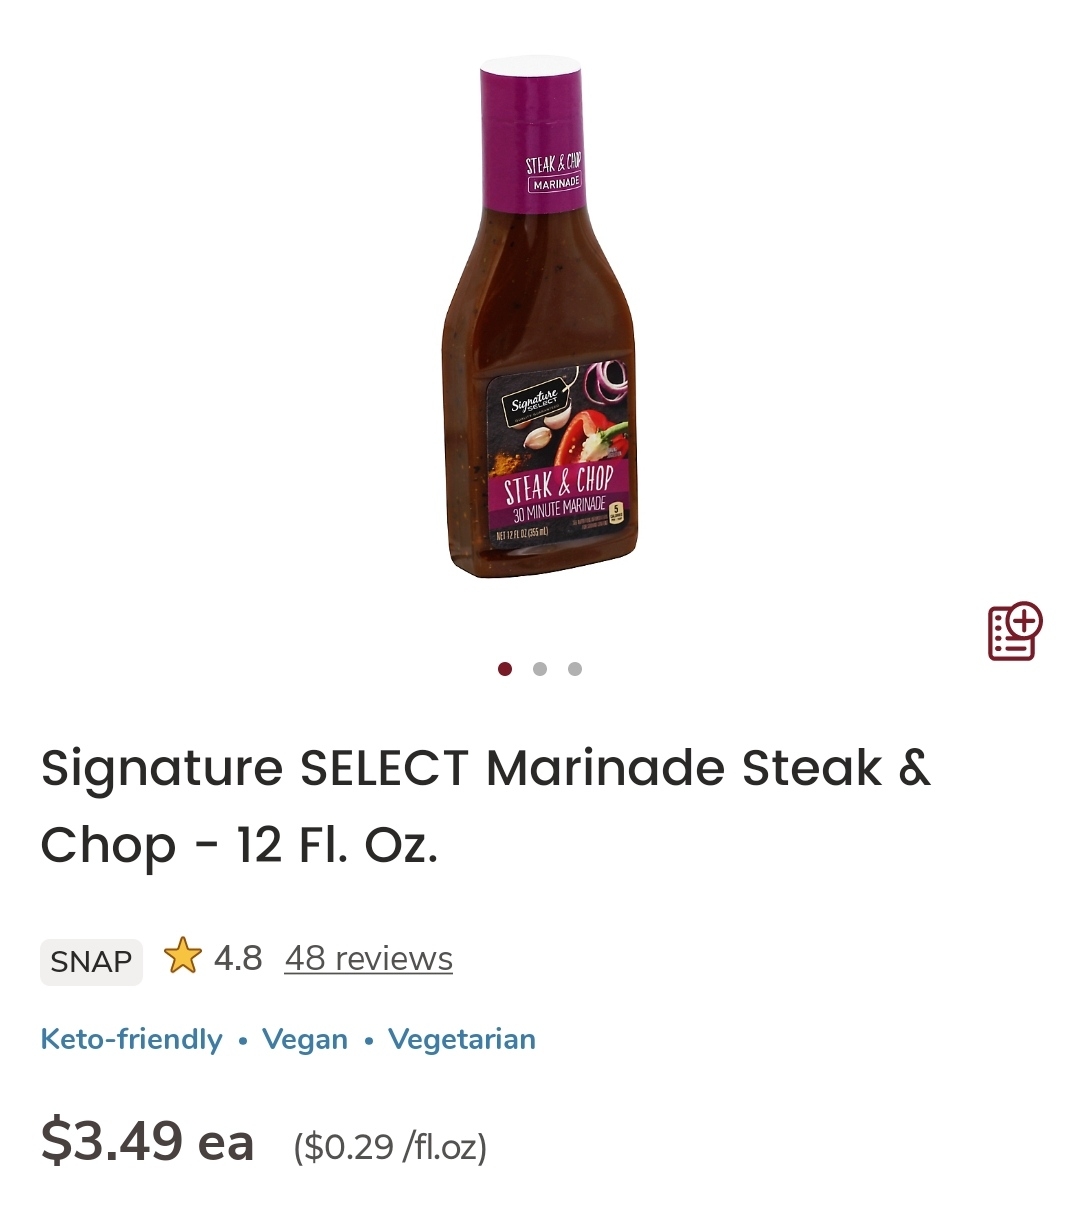 STEAK & CHOP
MARINADE
Signature
SELECT
STEAK & CHOP
30 MINUTE MARINADE
5
NET 12 FL OZ (355 mL)
Signature SELECT Marinade Steak &
Chop - 12 Fl. Oz.
SNAP 4.8 48 reviews
Keto-friendly • Vegan • Vegetarian
$3.49 ea ($0.29 /fl.oz)